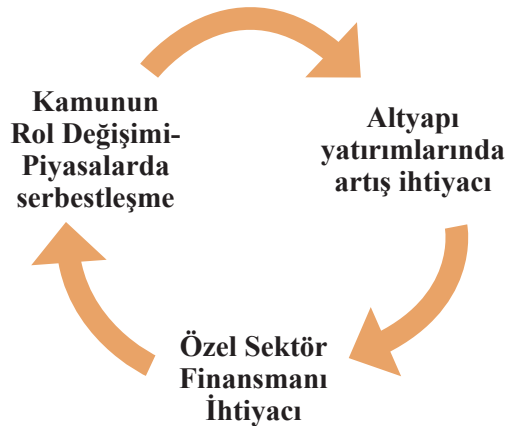 Kamunun
Rol Değişimi-
Piyasalarda
serbestleşme
Altyapı
yatırımlarında
artış ihtiyacı
Özel Sektör
Finansmanı
İhtiyacı